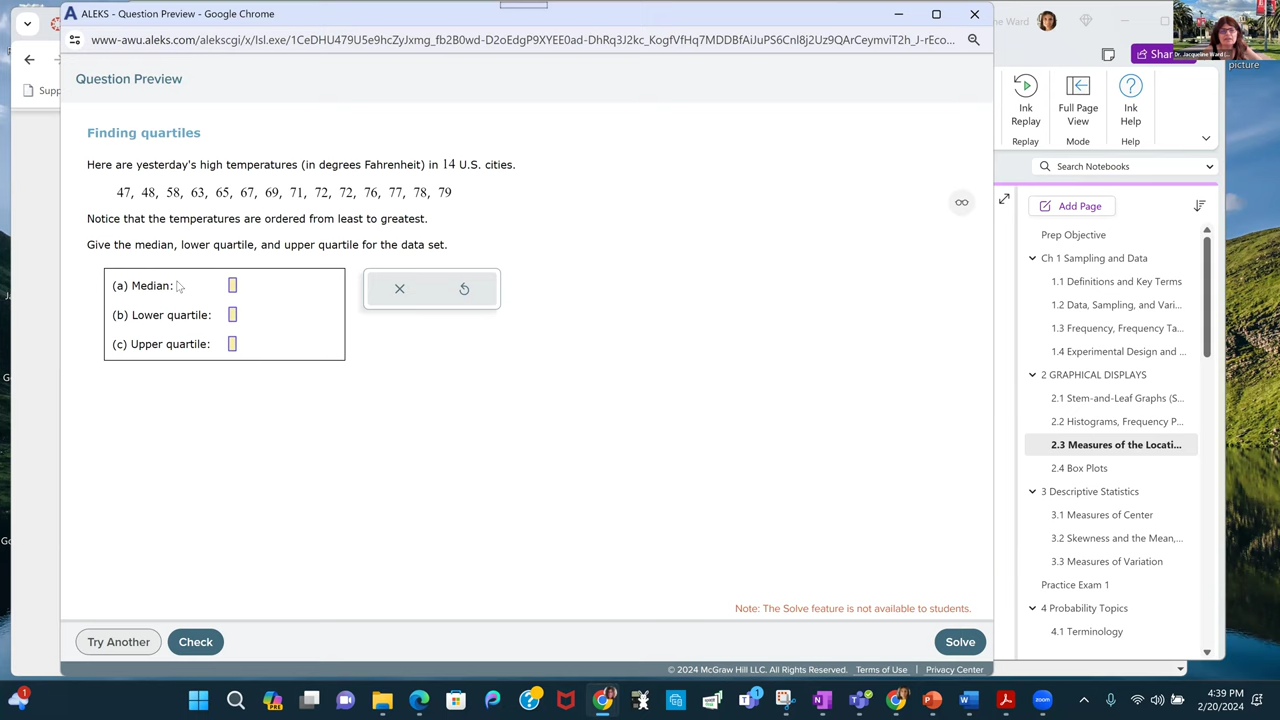 ALEKS - Question Preview - Google Chrome
www-awu.aleks.com/alekscgi/x/Isl.exe/
Question Preview
Supp
Finding quartiles
Here are yesterday's high temperatures (in degrees Fahrenheit) in 14 U.S. cities.
47, 48, 58, 63, 65, 67, 69, 71, 72, 72, 76, 77, 78, 79
Notice that the temperatures are ordered from least to greatest.
Give the median, lower quartile, and upper quartile for the data set.
(a) Median:
(b) Lower quartile:
(c) Upper quartile:
Note: The Solve feature is not available to students.
Try Another
Check
Solve
© 2024 McGraw Hill LLC. All Rights Reserved. Terms of Use | Privacy Center
ne Ward
Dr. Jacqueline Ward
picture
Shar
Ink Replay
Full Page View
Ink Help
Replay
Mode
Help
Search Notebooks
Add Page
Prep Objective
Ch 1 Sampling and Data
1.1 Definitions and Key Terms
1.2 Data, Sampling, and Vari...
1.3 Frequency, Frequency Ta...
1.4 Experimental Design and ...
2 GRAPHICAL DISPLAYS
2.1 Stem-and-Leaf Graphs (S...
2.2 Histograms, Frequency P...
2.3 Measures of the Locati...
2.4 Box Plots
3 Descriptive Statistics
3.1 Measures of Center
3.2 Skewness and the Mean,...
3.3 Measures of Variation
Practice Exam 1
4 Probability Topics
4.1 Terminology
4:39 PM
2/20/2024